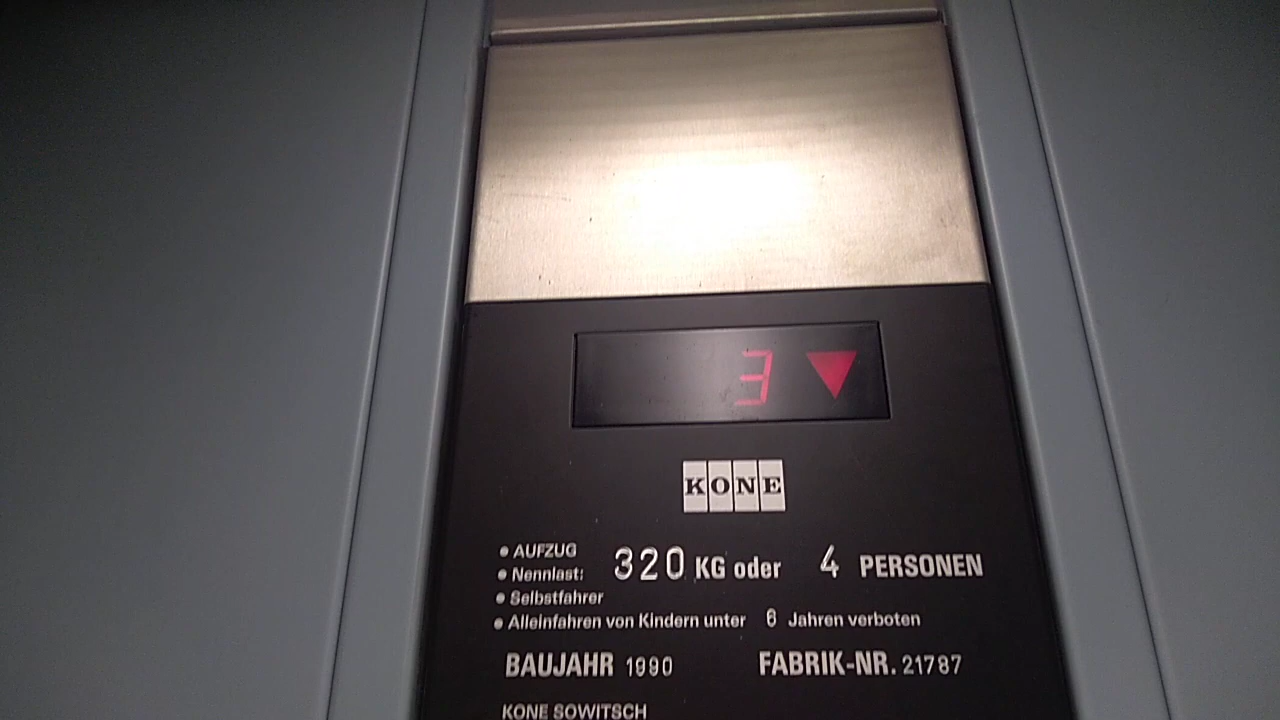 3 ▼
KONE
• AUFZUG
• Nennlast: 320 KG oder 4 PERSONEN
• Selbstfahrer
• Alleinfahren von Kindern unter 6 Jahren verboten
BAUJAHR 1990 FABRIK-NR. 21787
KONE SOWITSCH